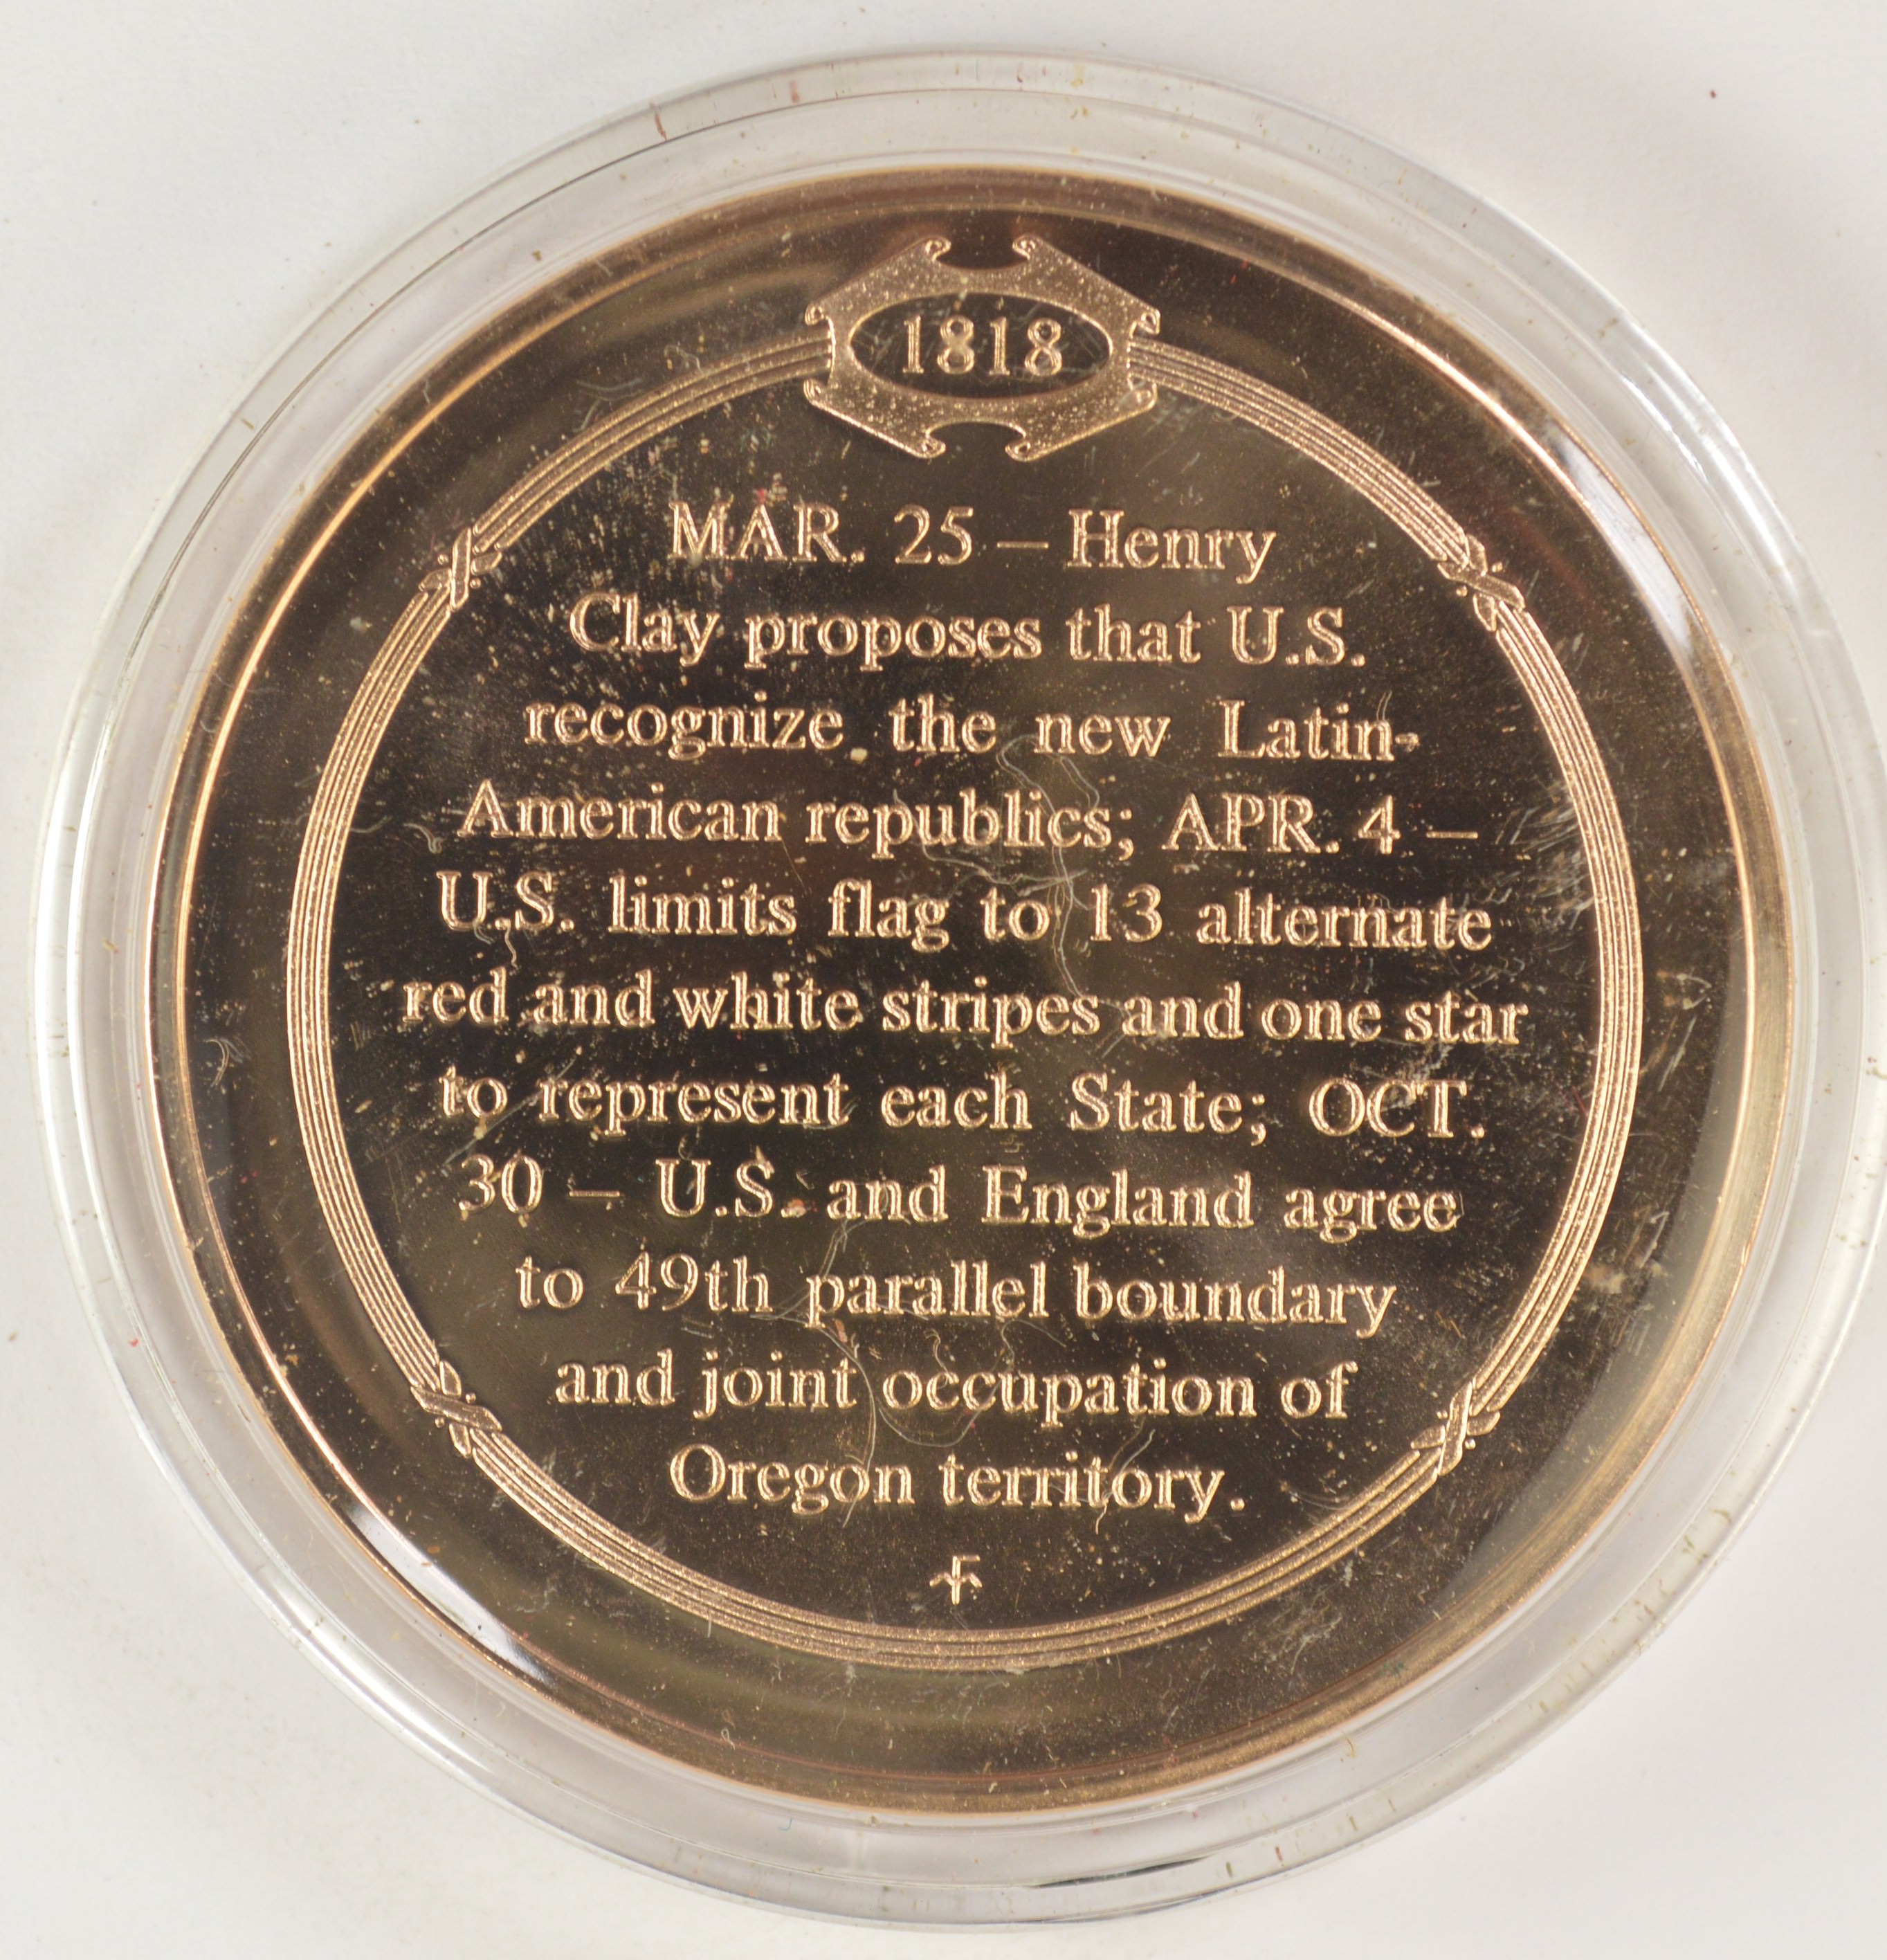 1818
MAR. 25 – Henry
Clay proposes that U.S.
recognize the new Latin-
American republics; APR. 4 –
U.S. limits flag to 13 alternate
red and white stripes and one star
to represent each State; OCT.
30 – U.S. and England agree
to 49th parallel boundary
and joint occupation of
Oregon territory.